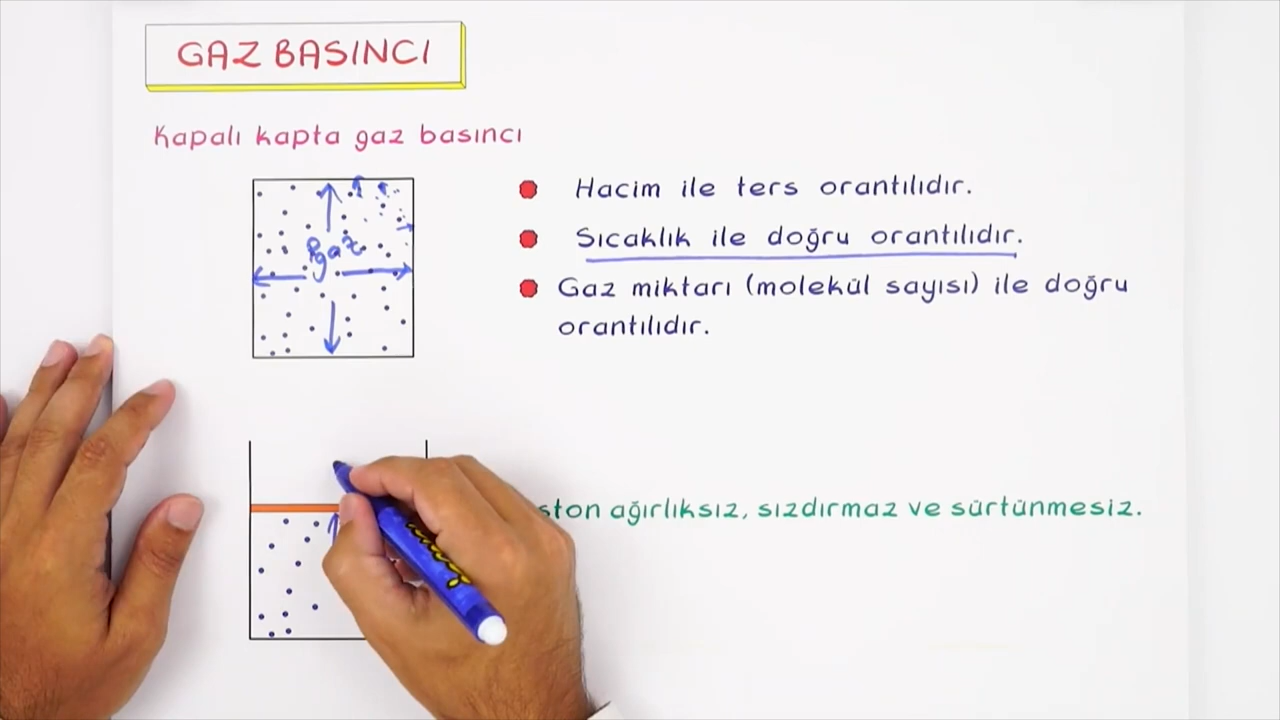 GAZ BASINCI
Kapalı kapta gaz basıncı
Hacim ile ters orantılıdır.
Sıcaklık ile doğru orantılıdır.
Gaz miktarı (molekül sayısı) ile doğru
orantılıdır.
Pgaz
ağırlıksız, sızdırmaz ve sürtünmesiz.